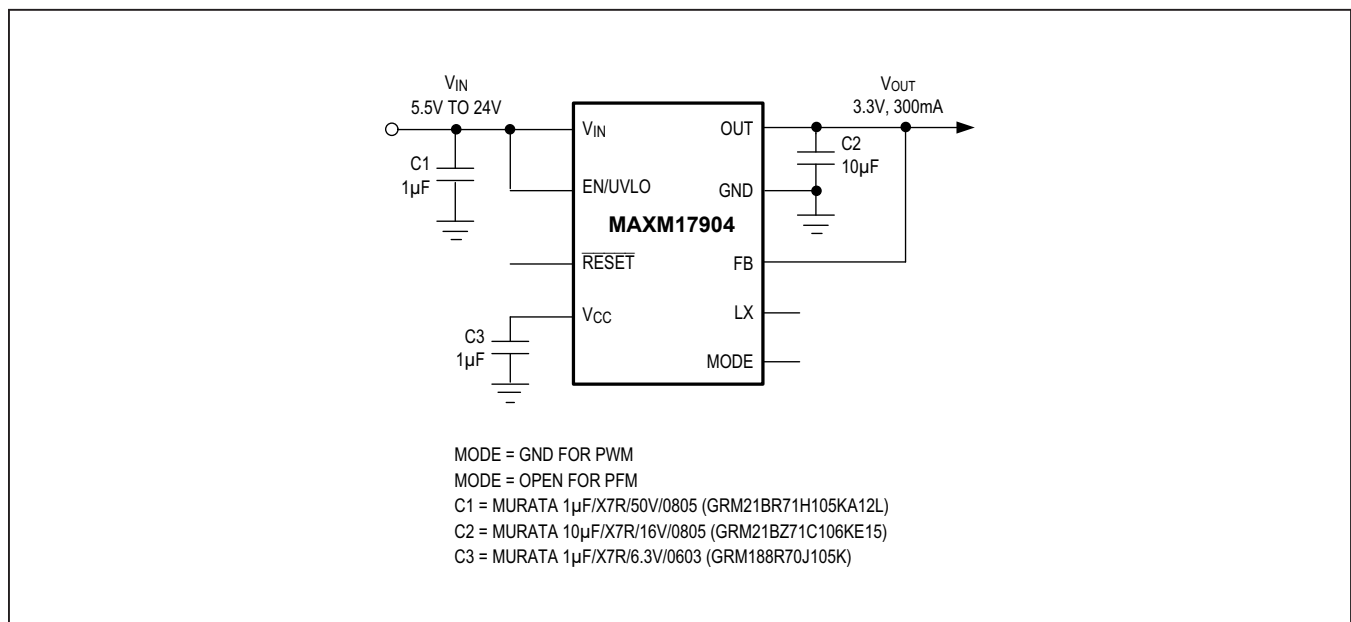 VIN
5.5V TO 24V
VOUT
3.3V, 300mA
VIN
OUT
C1
1µF
C2
10µF
EN/UVLO
GND
MAXM17904
RESET
FB
VCC
LX
C3
1µF
MODE
MODE = GND FOR PWM
MODE = OPEN FOR PFM
C1 = MURATA 1µF/X7R/50V/0805 (GRM21BR71H105KA12L)
C2 = MURATA 10µF/X7R/16V/0805 (GRM21BZ71C106KE15)
C3 = MURATA 1µF/X7R/6.3V/0603 (GRM188R70J105K)